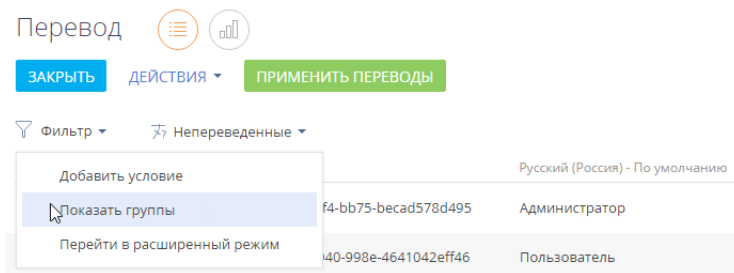 Перевод
ЗАКРЫТЬ ДЕЙСТВИЯ ПРИМЕНИТЬ ПЕРЕВОДЫ
Фильтр Непереведенные
Добавить условие
Русский (Россия) - По умолчанию
Показать группы
f4-bb75-becad578d495 Администратор
Перейти в расширенный режим
040-998e-4641042eff46 Пользователь